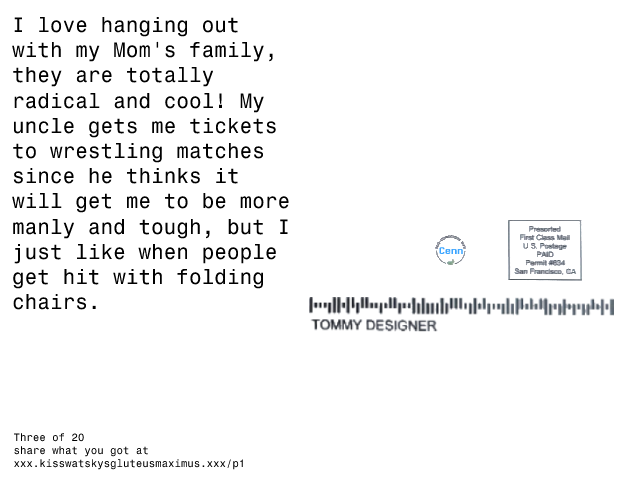 I love hanging out
with my Mom's family,
they are totally
radical and cool! My
uncle gets me tickets
to wrestling matches
since he thinks it
will get me to be more
manly and tough, but I
just like when people
get hit with folding
chairs.
Cenn
Presorted
First Class Mail
U S. Postage
PAID
Permit #634
San Francisco, CA
TOMMY DESIGNER
Three of 20
share what you got at
xxx.kisswatskysgluteusmaximus.xxx/p1